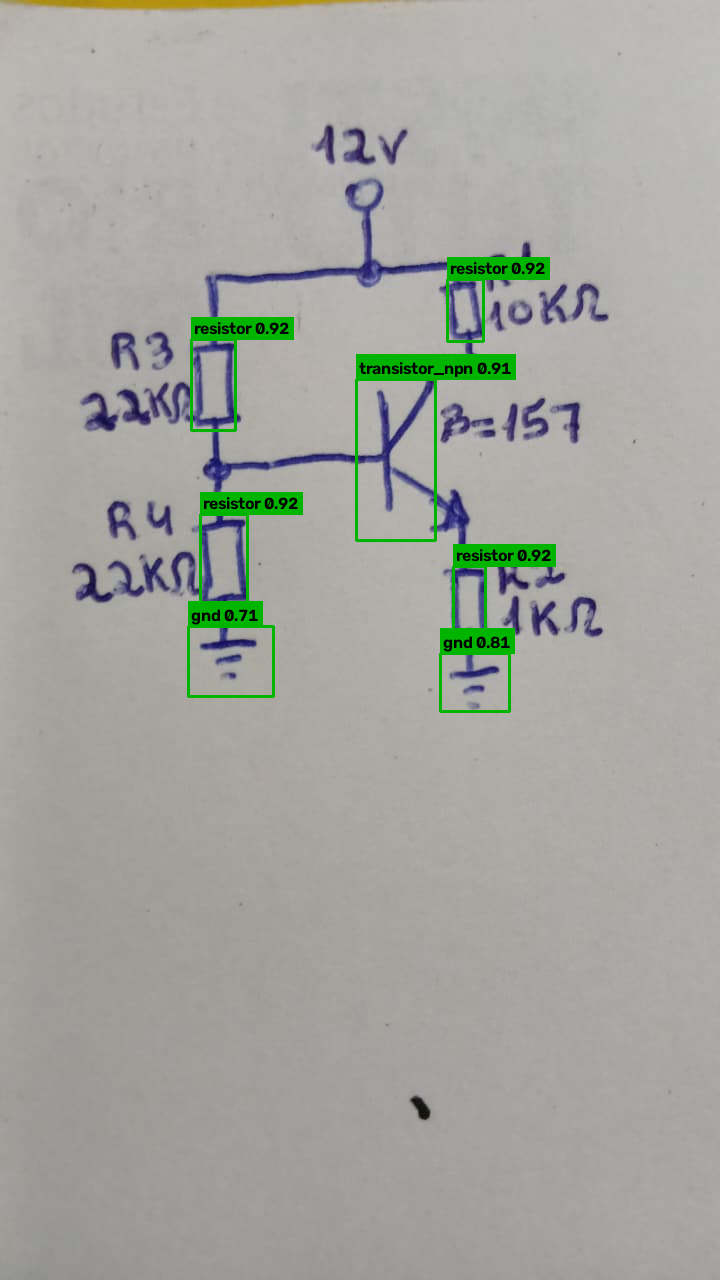 12V
resistor 0.92
10KΩ
resistor 0.92
R3
22KΩ
transistor_npn 0.91
β=157
resistor 0.92
R4
22KΩ
resistor 0.92
R2
1KΩ
gnd 0.71
gnd 0.81